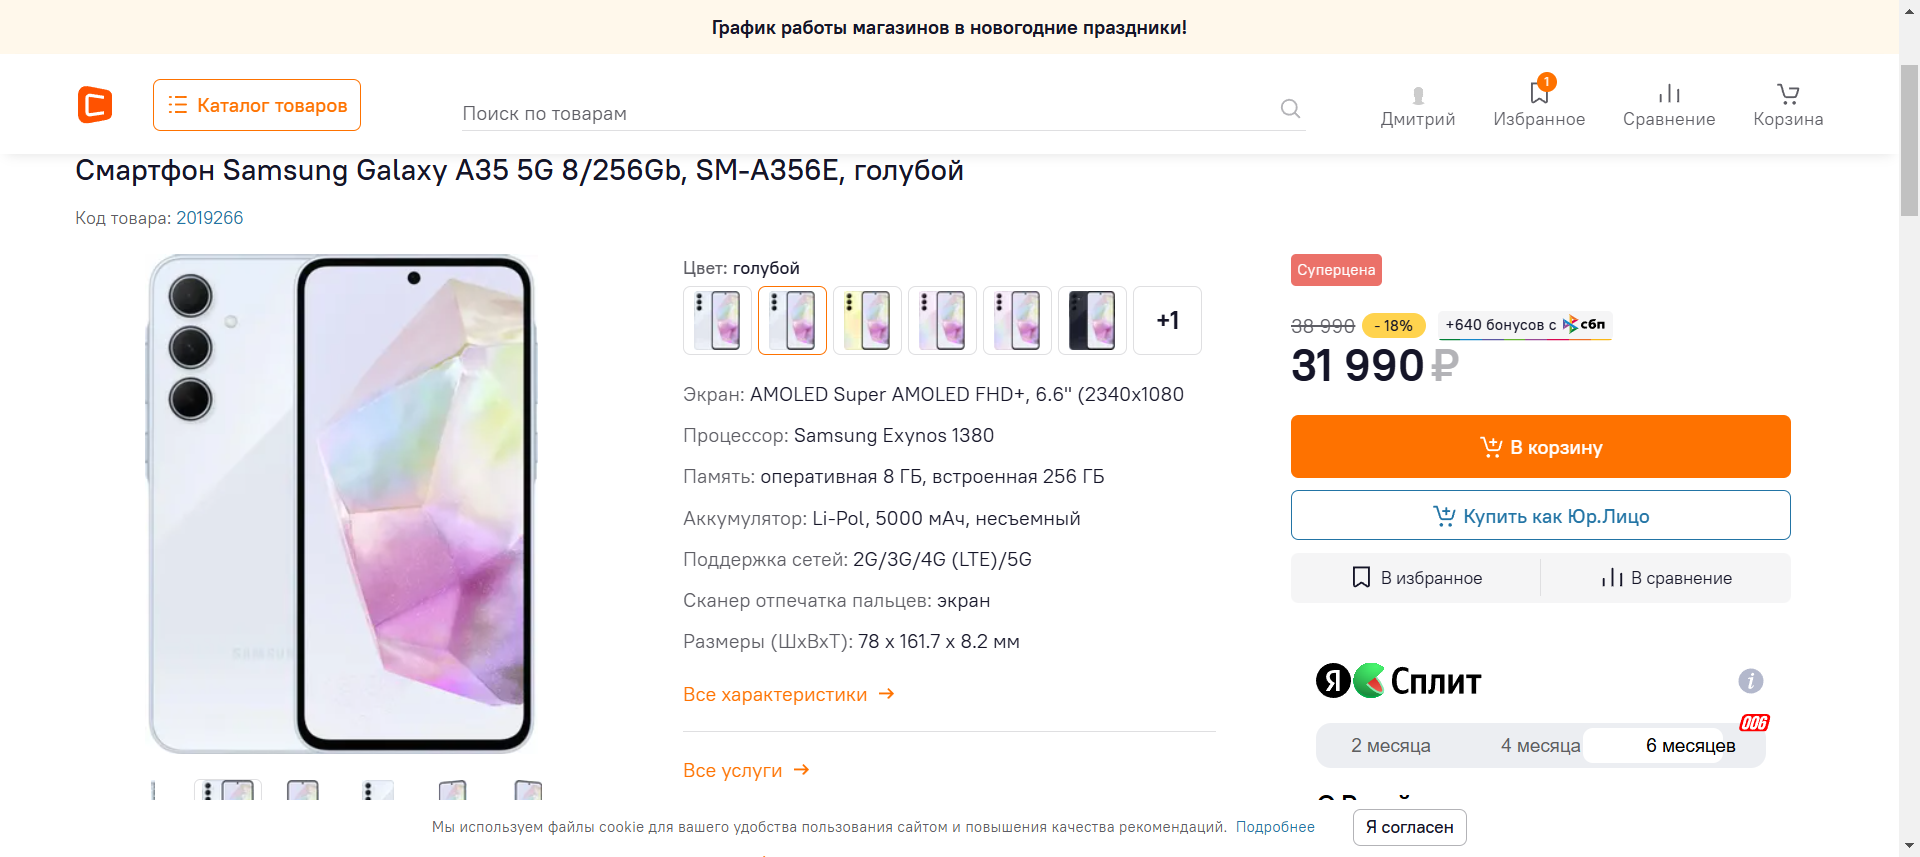 График работы магазинов в новогодние праздники!
Каталог товаров
Поиск по товарам
1
Дмитрий
Избранное
Сравнение
Корзина
Смартфон Samsung Galaxy A35 5G 8/256Gb, SM-A356E, голубой
Код товара: 2019266
SAMSUNG
Цвет: голубой
+1
Экран: AMOLED Super AMOLED FHD+, 6.6" (2340x1080
Процессор: Samsung Exynos 1380
Память: оперативная 8 ГБ, встроенная 256 ГБ
Аккумулятор: Li-Pol, 5000 мАч, несъемный
Поддержка сетей: 2G/3G/4G (LTE)/5G
Сканер отпечатка пальцев: экран
Размеры (ШxВxТ): 78 x 161.7 x 8.2 мм
Все характеристики
Все услуги
Суперцена
38 990 - 18% +640 бонусов с сбп
31 990 ₽
В корзину
Купить как Юр.Лицо
В избранное
В сравнение
Я Сплит
006
2 месяца
4 месяца
6 месяцев
Мы используем файлы cookie для вашего удобства пользования сайтом и повышения качества рекомендаций. Подробнее
Я согласен